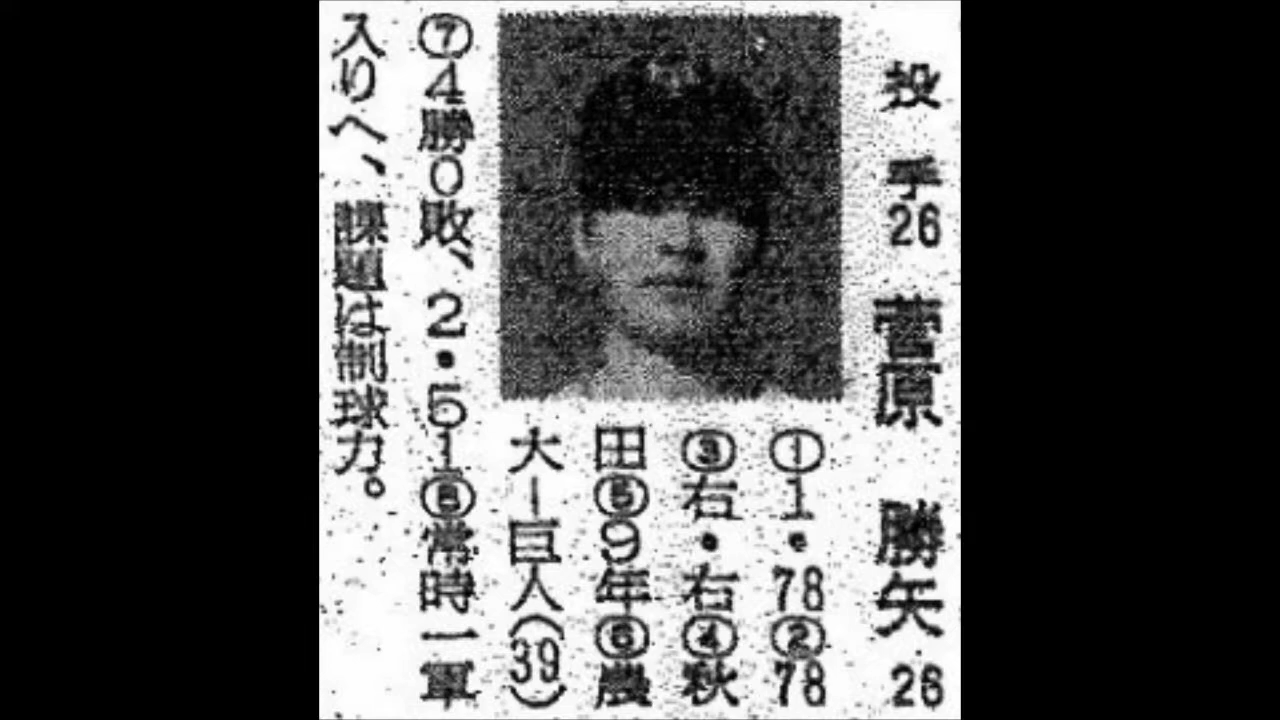 投手26 菅原 勝矢 26
①1・78②78
③右・右④秋
田⑤9年⑥農
大―巨人(39)
⑦4勝0敗、2・51⑧常時一軍
入りへ、課題は制球力。